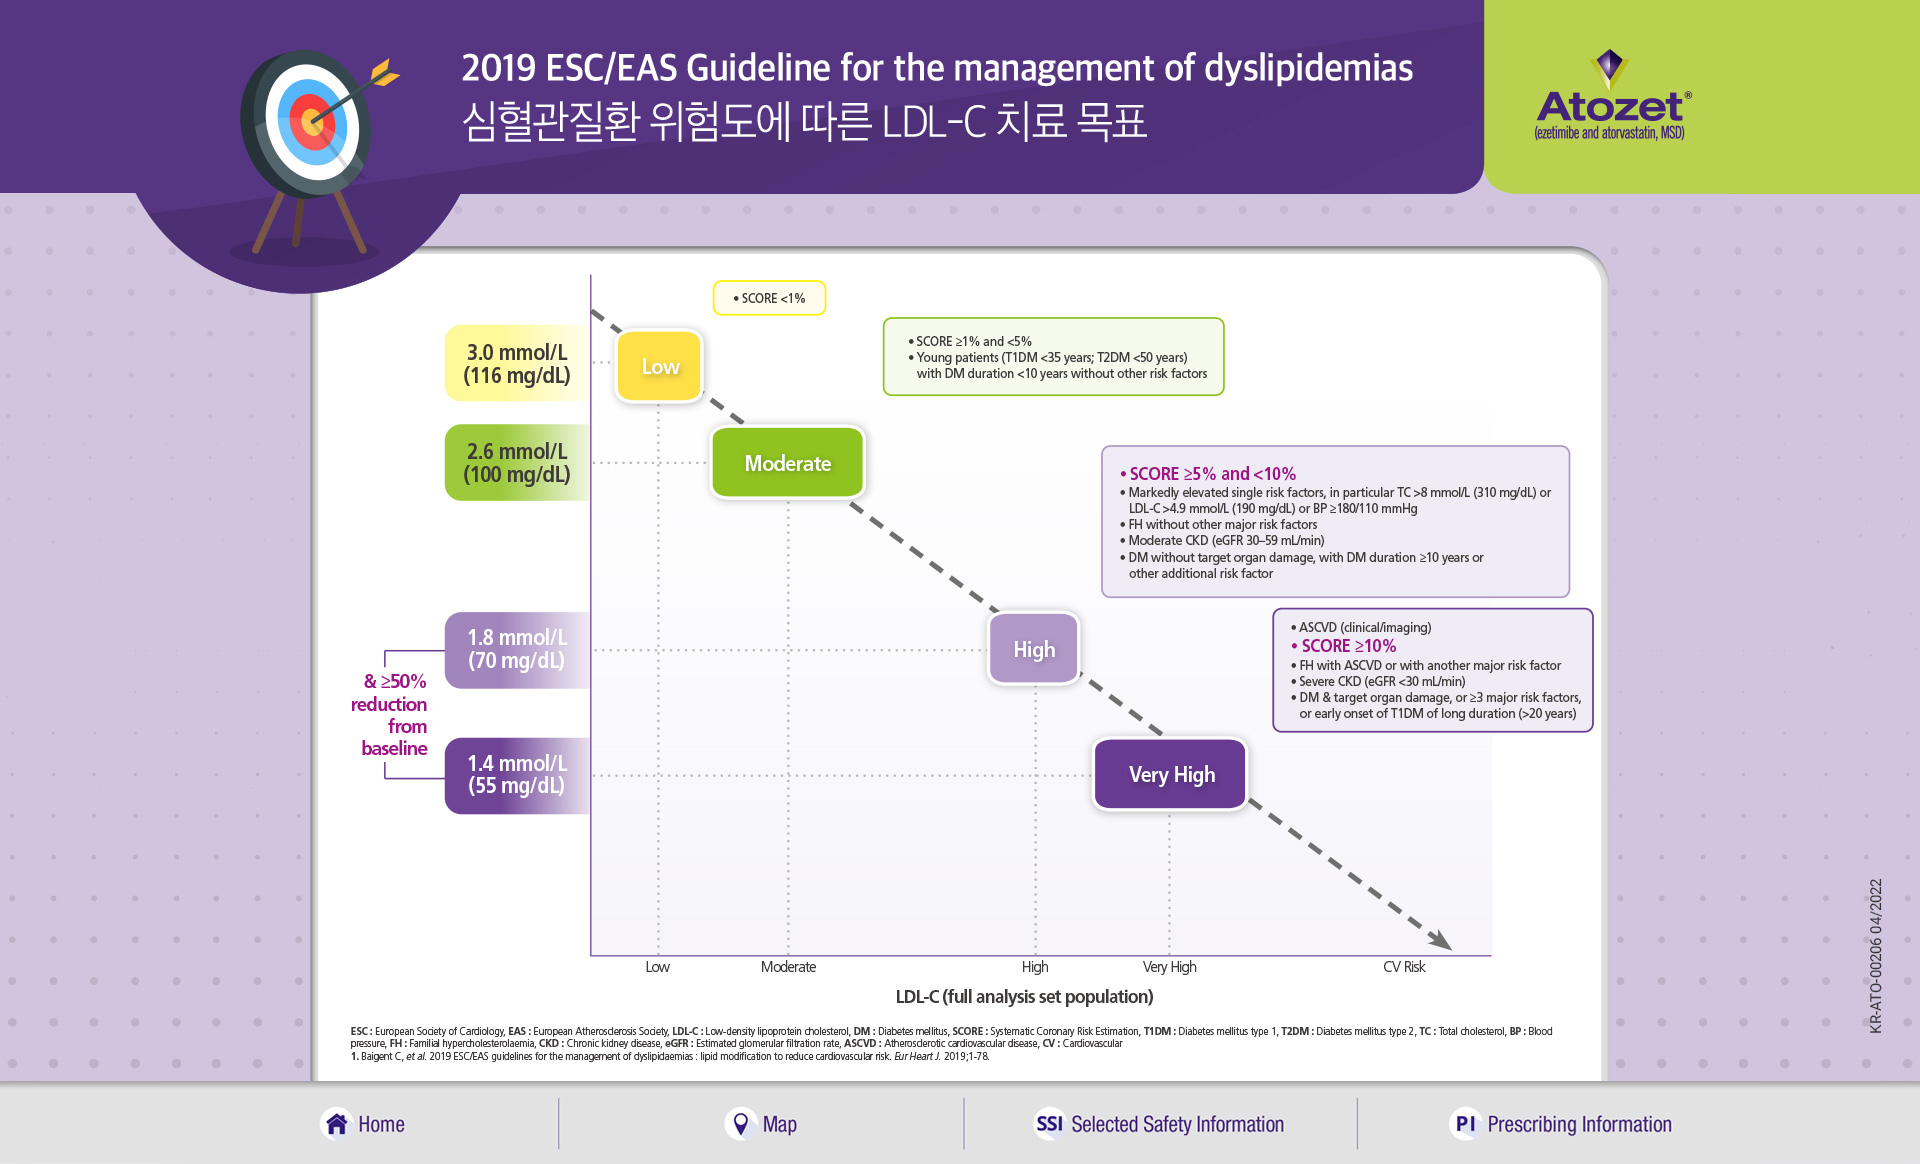 2019 ESC/EAS Guideline for the management of dyslipidemias
심혈관질환 위험도에 따른 LDL-C 치료 목표
Atozet®
(ezetimibe and atorvastatin, MSD)
• SCORE <1%
3.0 mmol/L
(116 mg/dL)
Low
• SCORE ≥1% and <5%
• Young patients (T1DM <35 years; T2DM <50 years)
with DM duration <10 years without other risk factors
2.6 mmol/L
(100 mg/dL)
Moderate
• SCORE ≥5% and <10%
• Markedly elevated single risk factors, in particular TC >8 mmol/L (310 mg/dL) or
LDL-C >4.9 mmol/L (190 mg/dL) or BP ≥180/110 mmHg
• FH without other major risk factors
• Moderate CKD (eGFR 30–59 mL/min)
• DM without target organ damage, with DM duration ≥10 years or
other additional risk factor
1.8 mmol/L
(70 mg/dL)
High
• ASCVD (clinical/imaging)
• SCORE ≥10%
• FH with ASCVD or with another major risk factor
• Severe CKD (eGFR <30 mL/min)
• DM & target organ damage, or ≥3 major risk factors,
or early onset of T1DM of long duration (>20 years)
& ≥50%
reduction
from
baseline
1.4 mmol/L
(55 mg/dL)
Very High
Low
Moderate
High
Very High
CV Risk
LDL-C (full analysis set population)
ESC : European Society of Cardiology, EAS : European Atherosclerosis Society, LDL-C : Low-density lipoprotein cholesterol, DM : Diabetes mellitus, SCORE : Systematic Coronary Risk Estimation, T1DM : Diabetes mellitus type 1, T2DM : Diabetes mellitus type 2, TC : Total cholesterol, BP : Blood
pressure, FH : Familial hypercholesterolaemia, CKD : Chronic kidney disease, eGFR : Estimated glomerular filtration rate, ASCVD : Atherosclerotic cardiovascular disease, CV : Cardiovascular
1. Baigent C, et al. 2019 ESC/EAS guidelines for the management of dyslipidaemias : lipid modification to reduce cardiovascular risk. Eur Heart J. 2019;1-78.
KR-ATO-00206 04/2022
Home
Map
SSI Selected Safety Information
PI Prescribing Information